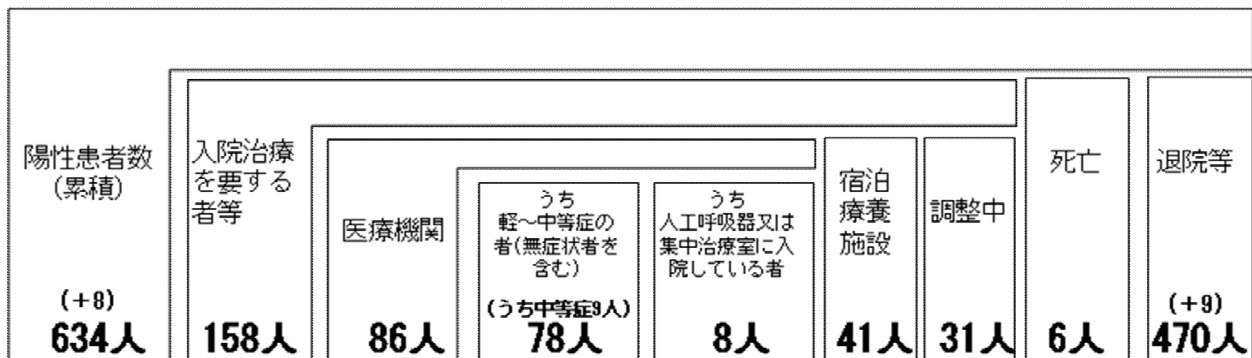 陽性患者数
(累積)
(+8)
634人
入院治療
を要する
者等
158人
医療機関
86人
うち
軽～中等症の
者(無症状者を
含む)
(うち中等症9人)
78人
うち
人工呼吸器又は
集中治療室に入
院している者
8人
宿泊
療養
施設
41人
調整中
31人
死亡
6人
退院等
(+9)
470人